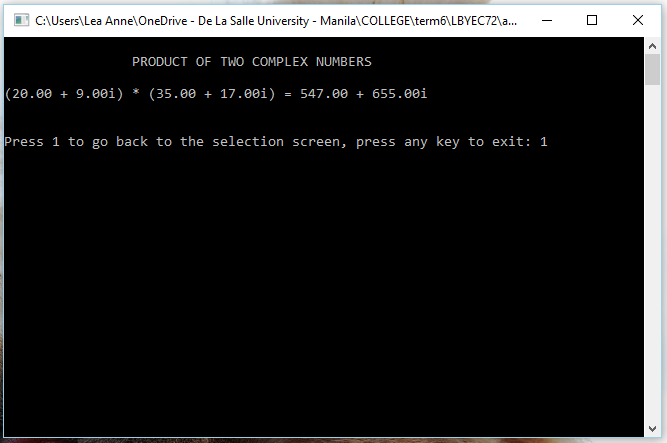 C:\Users\Lea Anne\OneDrive - De La Salle University - Manila\COLLEGE\term6\LBYEC72\a...
PRODUCT OF TWO COMPLEX NUMBERS
(20.00 + 9.00i) * (35.00 + 17.00i) = 547.00 + 655.00i
Press 1 to go back to the selection screen, press any key to exit: 1